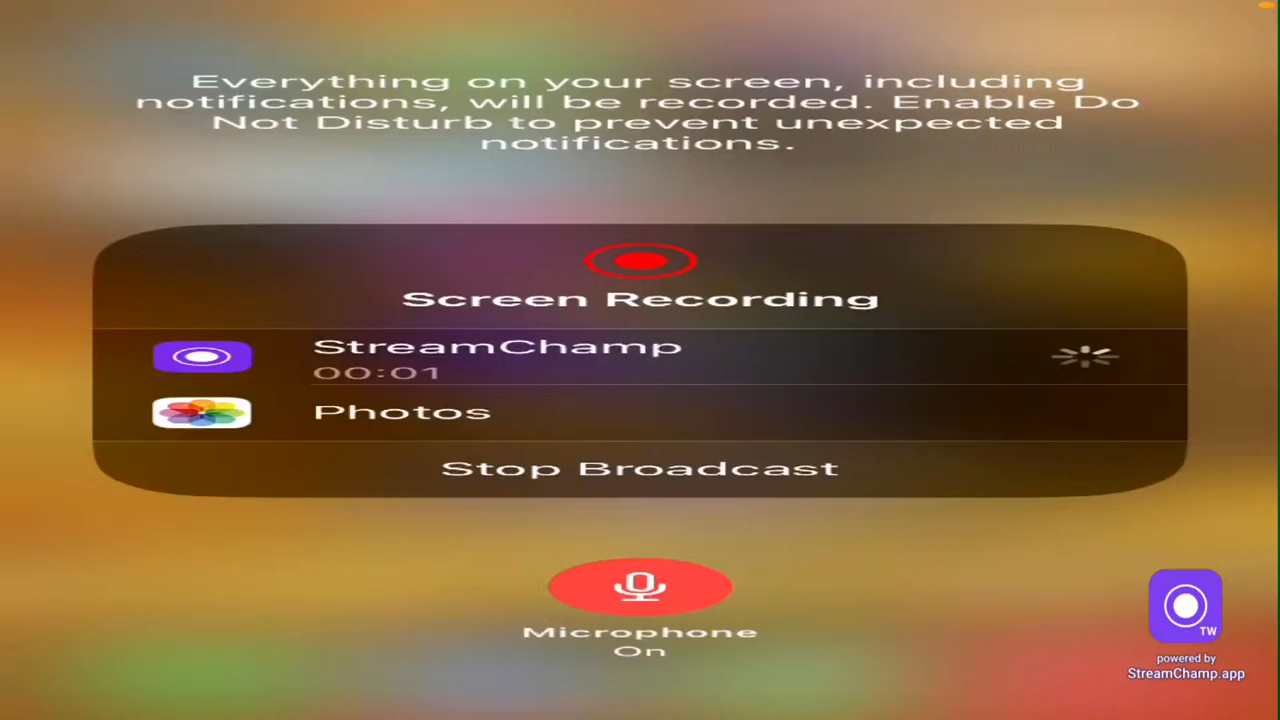 Everything on your screen, including
notifications, will be recorded. Enable Do
Not Disturb to prevent unexpected
notifications.
Screen Recording
StreamChamp
00:01
Photos
Stop Broadcast
Microphone
On
TW
powered by
StreamChamp.app